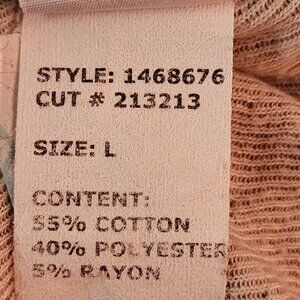 STYLE: 1468676
CUT # 213213
SIZE: L
CONTENT:
55% COTTON
40% POLYESTER
5% RAYON